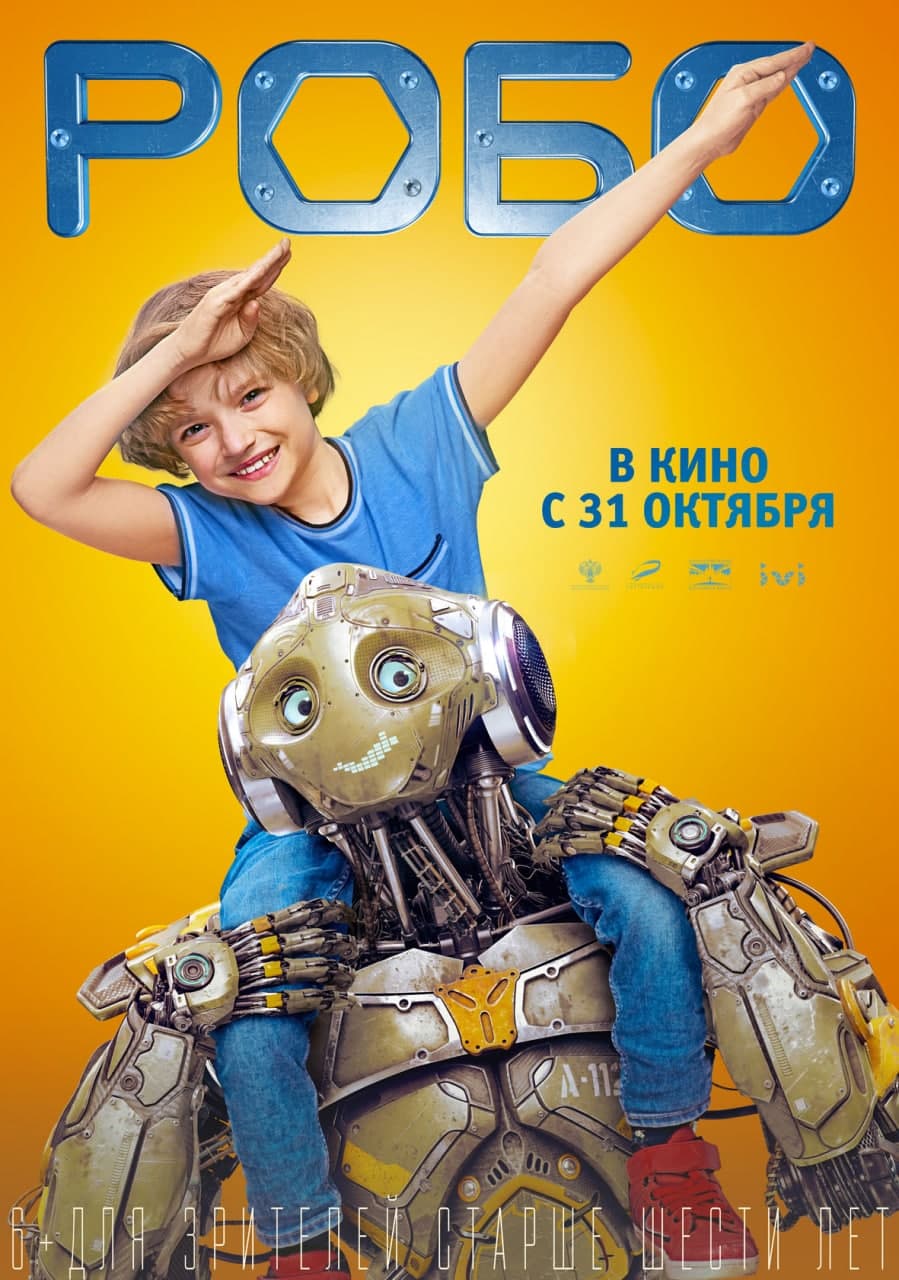 РОБО
В КИНО
С 31 ОКТЯБРЯ
ivi
А-112
6+ ДЛЯ ЗРИТЕЛЕЙ СТАРШЕ ШЕСТИ ЛЕТ